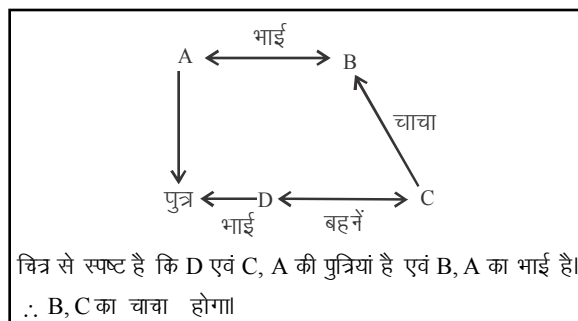 भाई
A B
चाचा
पुत्र D C
भाई बहनें
चित्र से स्पष्ट है कि D एवं C, A की पुत्रियां है एवं B, A का भाई है।
∴ B, C का चाचा होगा।